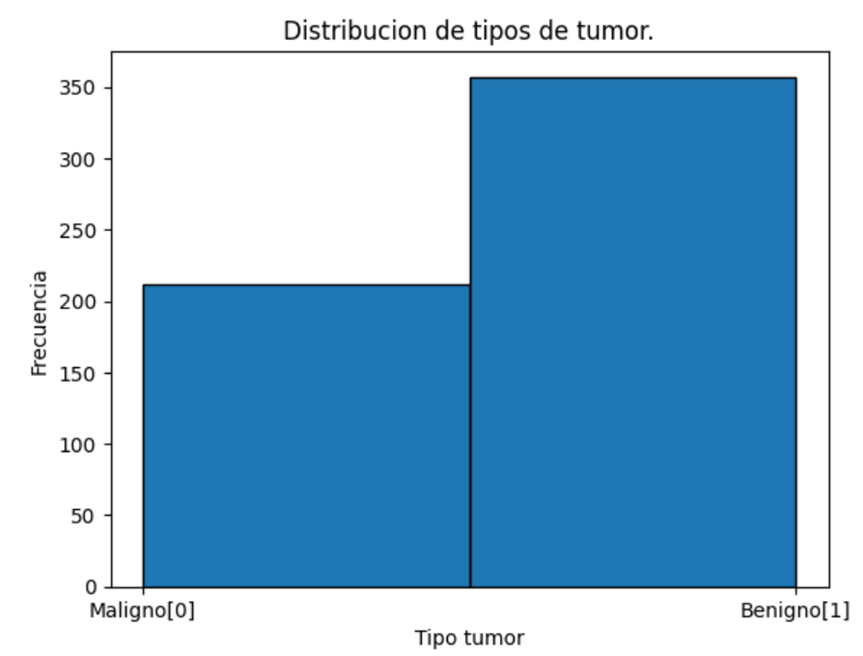 Distribucion de tipos de tumor.
Frecuencia
350
300
250
200
150
100
50
0
Maligno[0] Benigno[1]
Tipo tumor